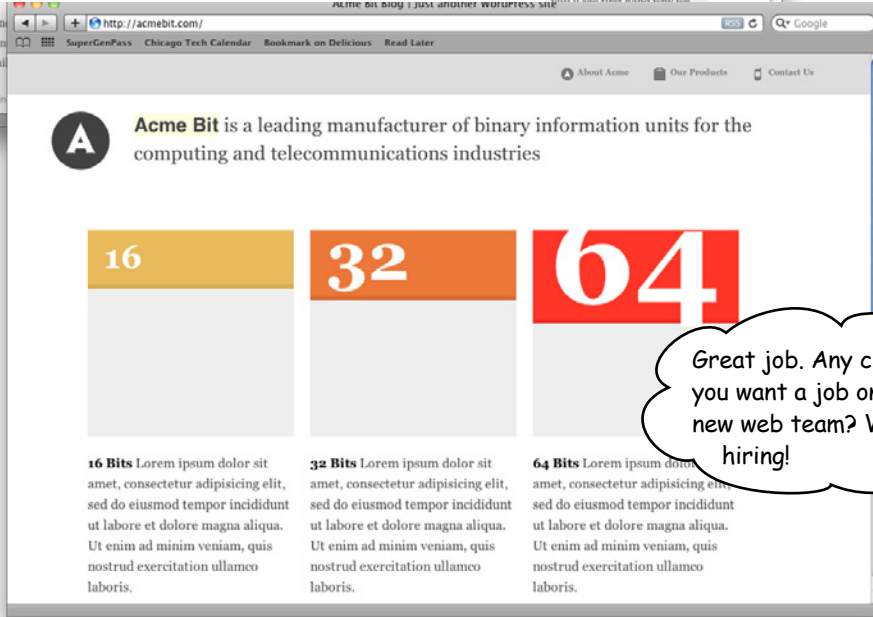 Acme Bit Blog | Just another WordPress site
http://acmebit.com/
RSS
Google
SuperGenPass Chicago Tech Calendar Bookmark on Delicious Read Later
A About Acme Our Products Contact Us
A
Acme Bit is a leading manufacturer of binary information units for the
computing and telecommunications industries
16
32
64
Great job. Any c
you want a job o
new web team? W
hiring!
16 Bits Lorem ipsum dolor sit
amet, consectetur adipisicing elit,
sed do eiusmod tempor incididunt
ut labore et dolore magna aliqua.
Ut enim ad minim veniam, quis
nostrud exercitation ullamco
laboris.
32 Bits Lorem ipsum dolor sit
amet, consectetur adipisicing elit,
sed do eiusmod tempor incididunt
ut labore et dolore magna aliqua.
Ut enim ad minim veniam, quis
nostrud exercitation ullamco
laboris.
64 Bits Lorem ipsum
amet, consectetur adipisicing
sed do eiusmod tempor incididunt
ut labore et dolore magna aliqua.
Ut enim ad minim veniam, quis
nostrud exercitation ullamco
laboris.